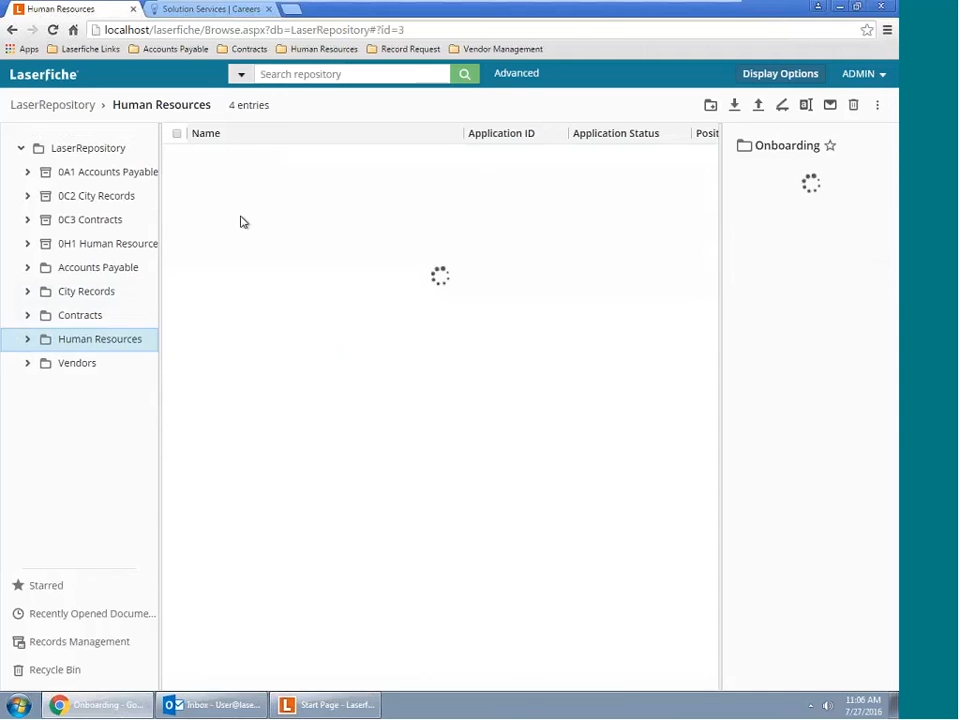 Human Resources
Solution Services | Careers
localhost/laserfiche/Browse.aspx?db=LaserRepository#?id=3
Apps Laserfiche Links Accounts Payable Contracts Human Resources Record Request Vendor Management
Laserfiche Search repository Advanced Display Options ADMIN
LaserRepository › Human Resources 4 entries
Name Application ID Application Status Posit
Onboarding
LaserRepository
0A1 Accounts Payable
0C2 City Records
0C3 Contracts
0H1 Human Resource
Accounts Payable
City Records
Contracts
Human Resources
Vendors
Starred
Recently Opened Docume...
Records Management
Recycle Bin
Onboarding - Go...
Inbox - User@lase...
Start Page - Laserf...
11:06 AM
7/27/2016